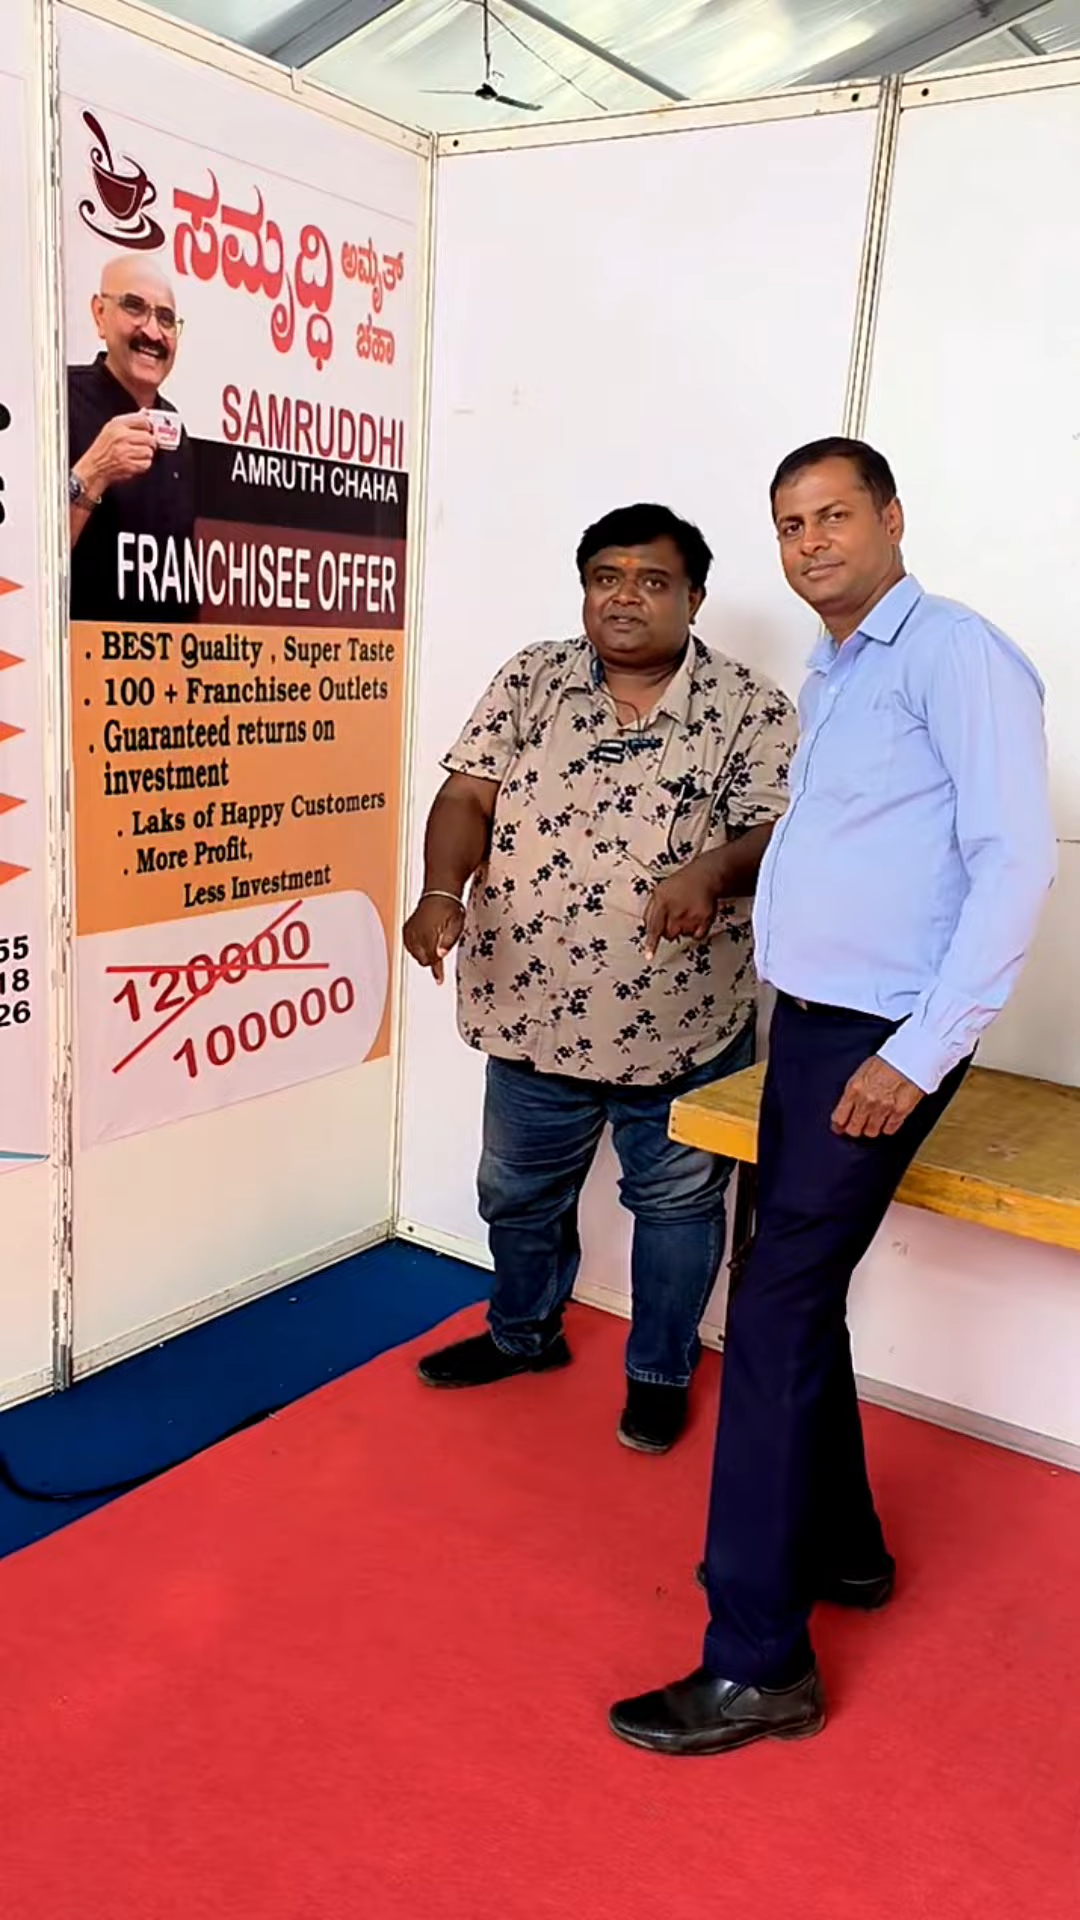 ಸಮೃದ್ಧಿ ಅಮೃತ್
ಚಹಾ
SAMRUDDHI
AMRUTH CHAHA
FRANCHISEE OFFER
. BEST Quality , Super Taste
. 100 + Franchisee Outlets
. Guaranteed returns on
investment
. Laks of Happy Customers
. More Profit,
Less Investment
120000
100000
55
18
26